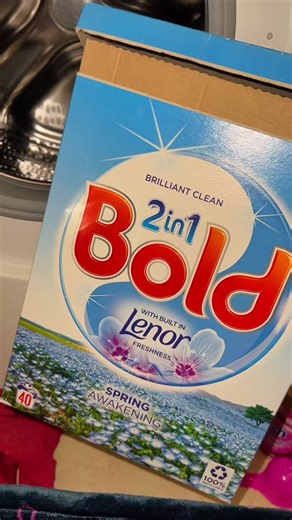 BRILLIANT CLEAN
2in1
Bold
WITH BUILT IN
Lenor
FRESHNESS
SPRING
AWAKENING
40
100%